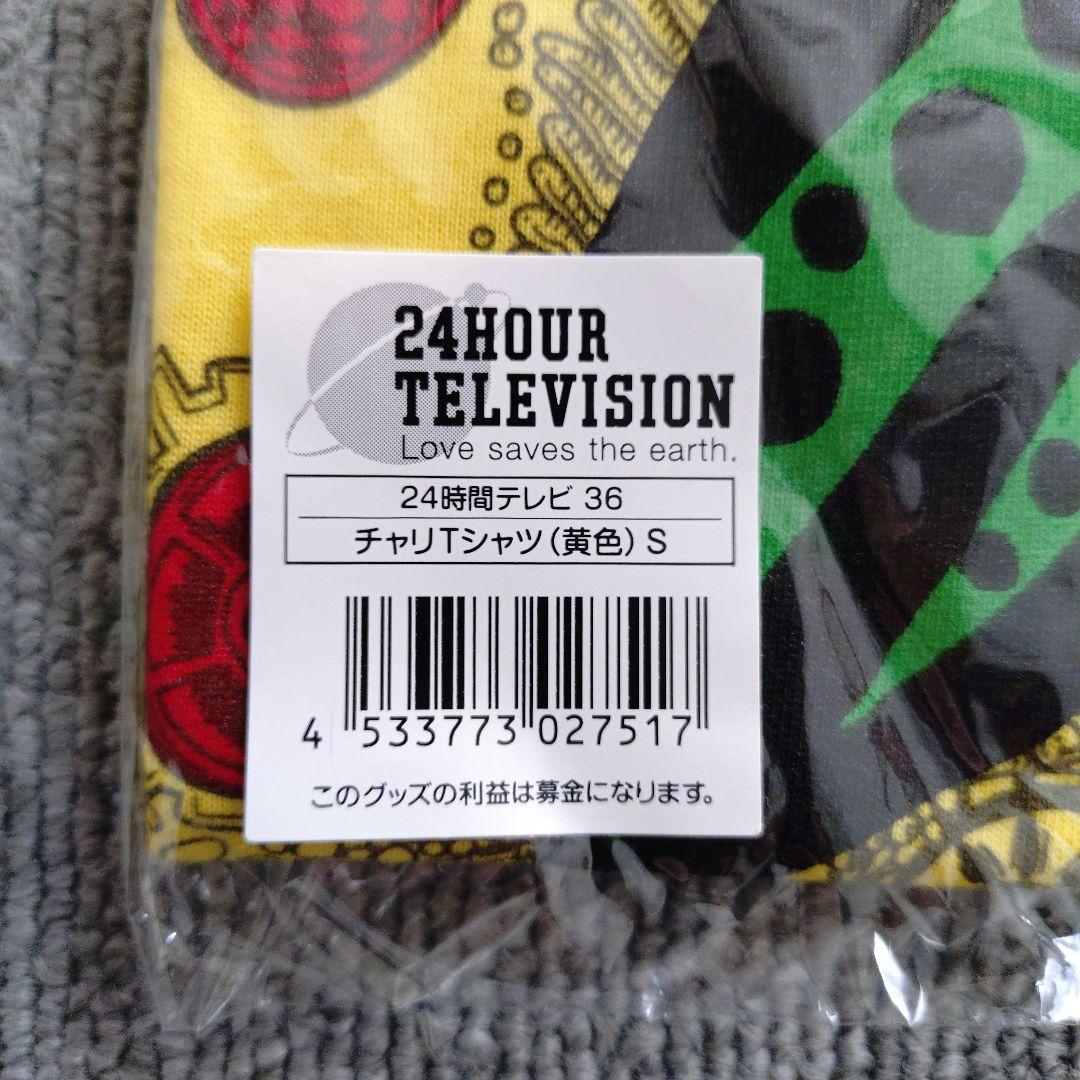 24HOUR
TELEVISION
Love saves the earth.
24時間テレビ 36
チャリTシャツ(黄色) S
4 533773 027517
このグッズの利益は募金になります。